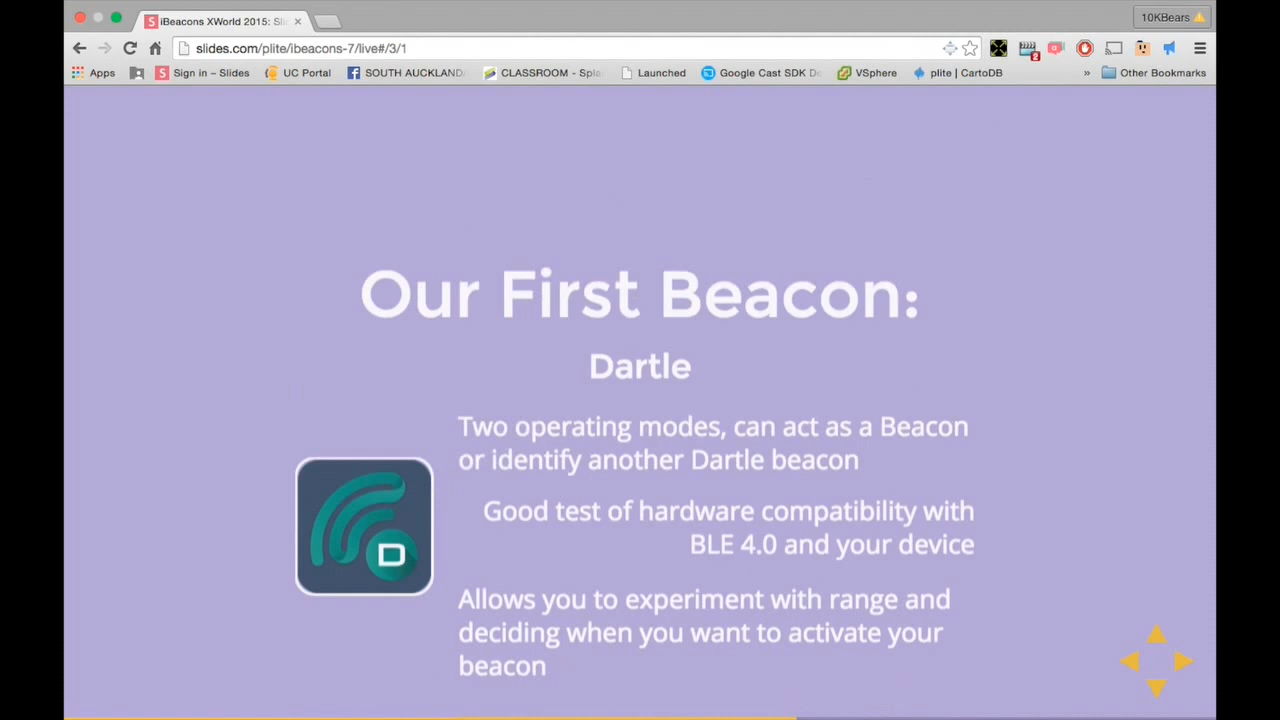 iBeacons XWorld 2015: Sli
10KBears
slides.com/plite/ibeacons-7/live#/3/1
2
Apps
Sign in – Slides
UC Portal
SOUTH AUCKLAND
CLASSROOM - Spla
Launched
Google Cast SDK De
VSphere
plite | CartoDB
»
Other Bookmarks
Our First Beacon:
Dartle
Two operating modes, can act as a Beacon
or identify another Dartle beacon
Good test of hardware compatibility with
BLE 4.0 and your device
D
Allows you to experiment with range and
deciding when you want to activate your
beacon